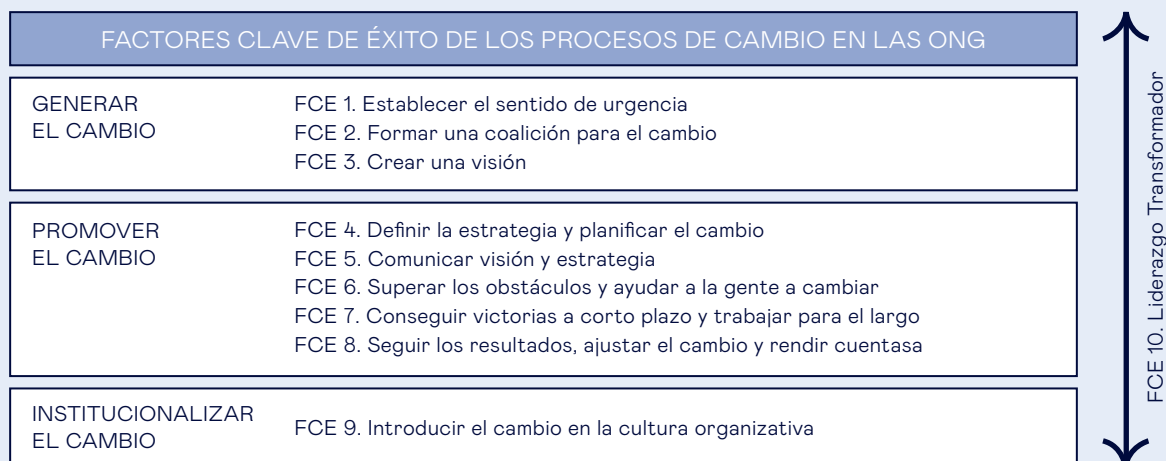 FACTORES CLAVE DE ÉXITO DE LOS PROCESOS DE CAMBIO EN LAS ONG
GENERAR
EL CAMBIO
FCE 1. Establecer el sentido de urgencia
FCE 2. Formar una coalición para el cambio
FCE 3. Crear una visión
PROMOVER
EL CAMBIO
FCE 4. Definir la estrategia y planificar el cambio
FCE 5. Comunicar visión y estrategia
FCE 6. Superar los obstáculos y ayudar a la gente a cambiar
FCE 7. Conseguir victorias a corto plazo y trabajar para el largo
FCE 8. Seguir los resultados, ajustar el cambio y rendir cuentasa
INSTITUCIONALIZAR
EL CAMBIO
FCE 9. Introducir el cambio en la cultura organizativa
FCE 10. Liderazgo Transformador